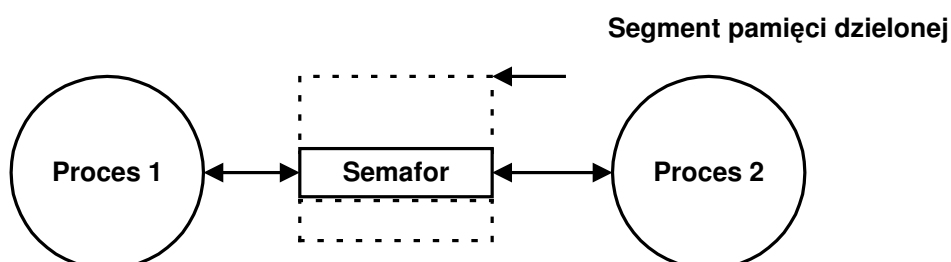 Segment pamięci dzielonej
Proces 1
Semafor
Proces 2